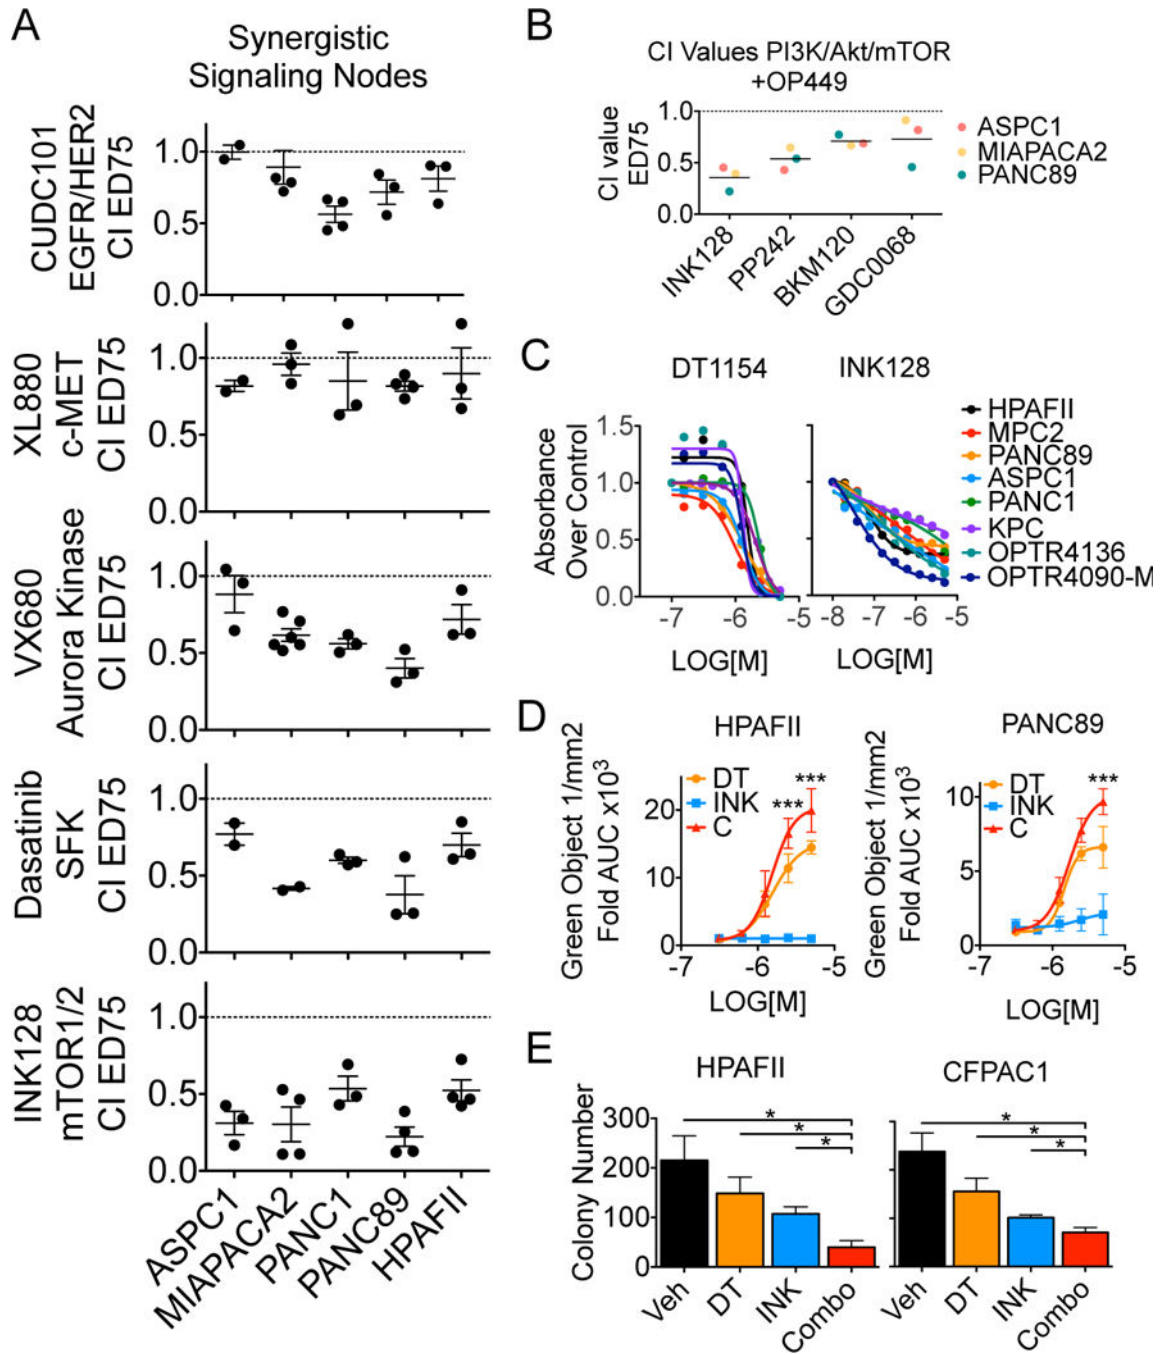 A
Synergistic
Signaling Nodes
CUDC101
EGFR/HER2
CI ED75
1.0
0.5
0.0
XL880
c-MET
CI ED75
1.0
0.5
0.0
VX680
Aurora Kinase
CI ED75
1.0
0.5
0.0
Dasatinib
SFK
CI ED75
1.0
0.5
0.0
INK128
mTOR1/2
CI ED75
1.0
0.5
0.0
ASPC1
MIAPACA2
PANC1
PANC89
HPAFII
B
CI Values PI3K/Akt/mTOR
+OP449
CI value
ED75
1.0
0.5
0.0
INK128
PP242
BKM120
GDC0068
ASPC1
MIAPACA2
PANC89
C
DT1154
INK128
Absorbance
Over Control
1.5
1.0
0.5
0.0
-7 -6 -5
LOG[M]
-8 -7 -6 -5
LOG[M]
HPAFII
MPC2
PANC89
ASPC1
PANC1
KPC
OPTR4136
OPTR4090-M
D
HPAFII
Green Object 1/mm2
Fold AUC x10³
DT
INK
C
20
10
0
*** ***
-7 -6 -5
LOG[M]
PANC89
Green Object 1/mm2
Fold AUC x10³
DT
INK
C
10
5
0
***
-7 -6 -5
LOG[M]
E
HPAFII
Colony Number
300
200
100
0
*
*
*
Veh
DT
INK
Combo
CFPAC1
*
*
*
Veh
DT
INK
Combo